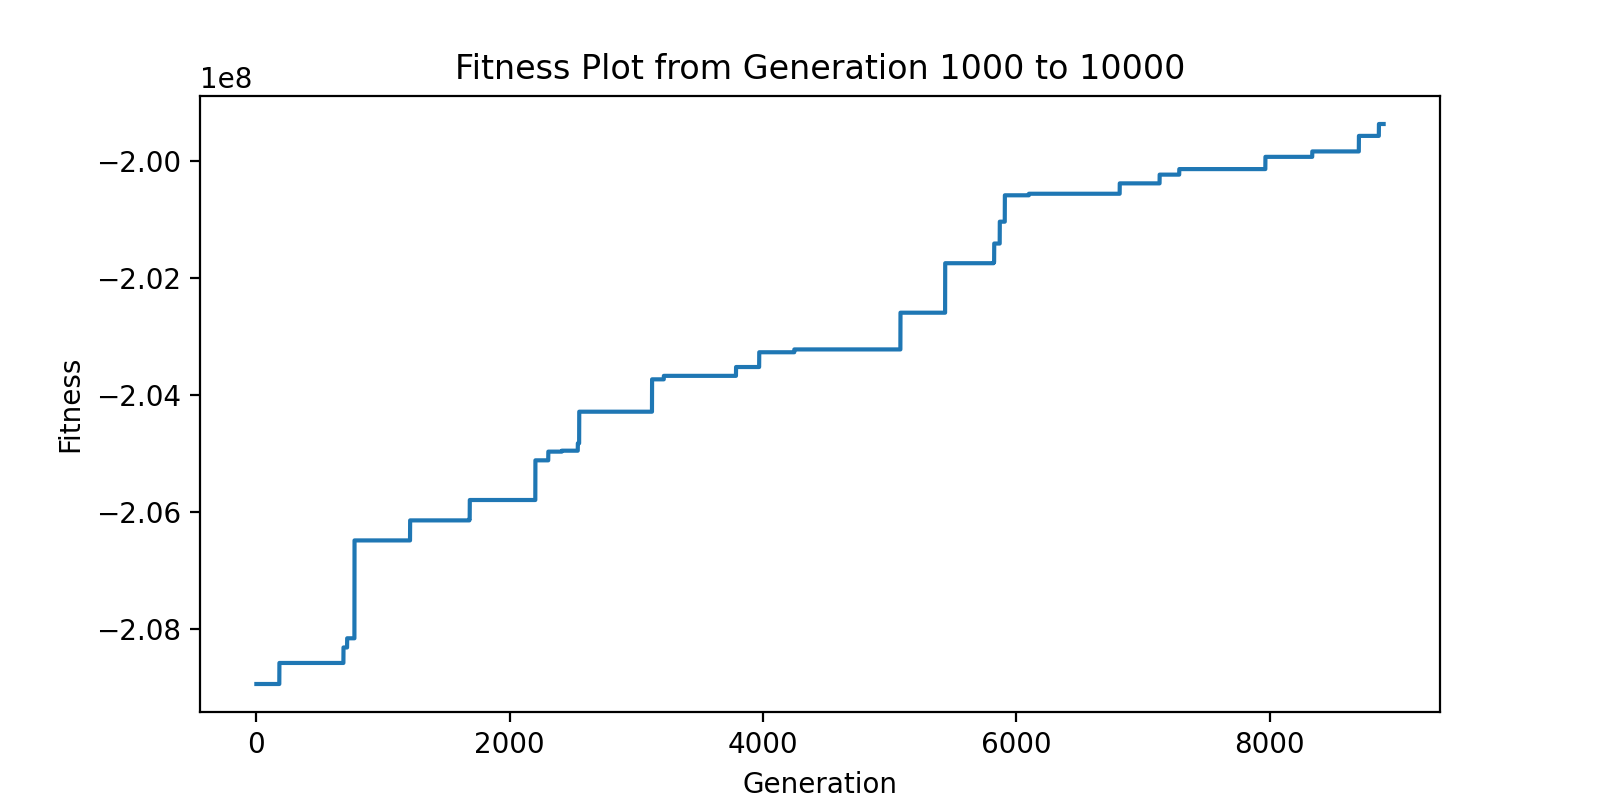 Fitness Plot from Generation 1000 to 10000
1e8
−2.00
−2.02
−2.04
−2.06
−2.08
Fitness
0 2000 4000 6000 8000
Generation